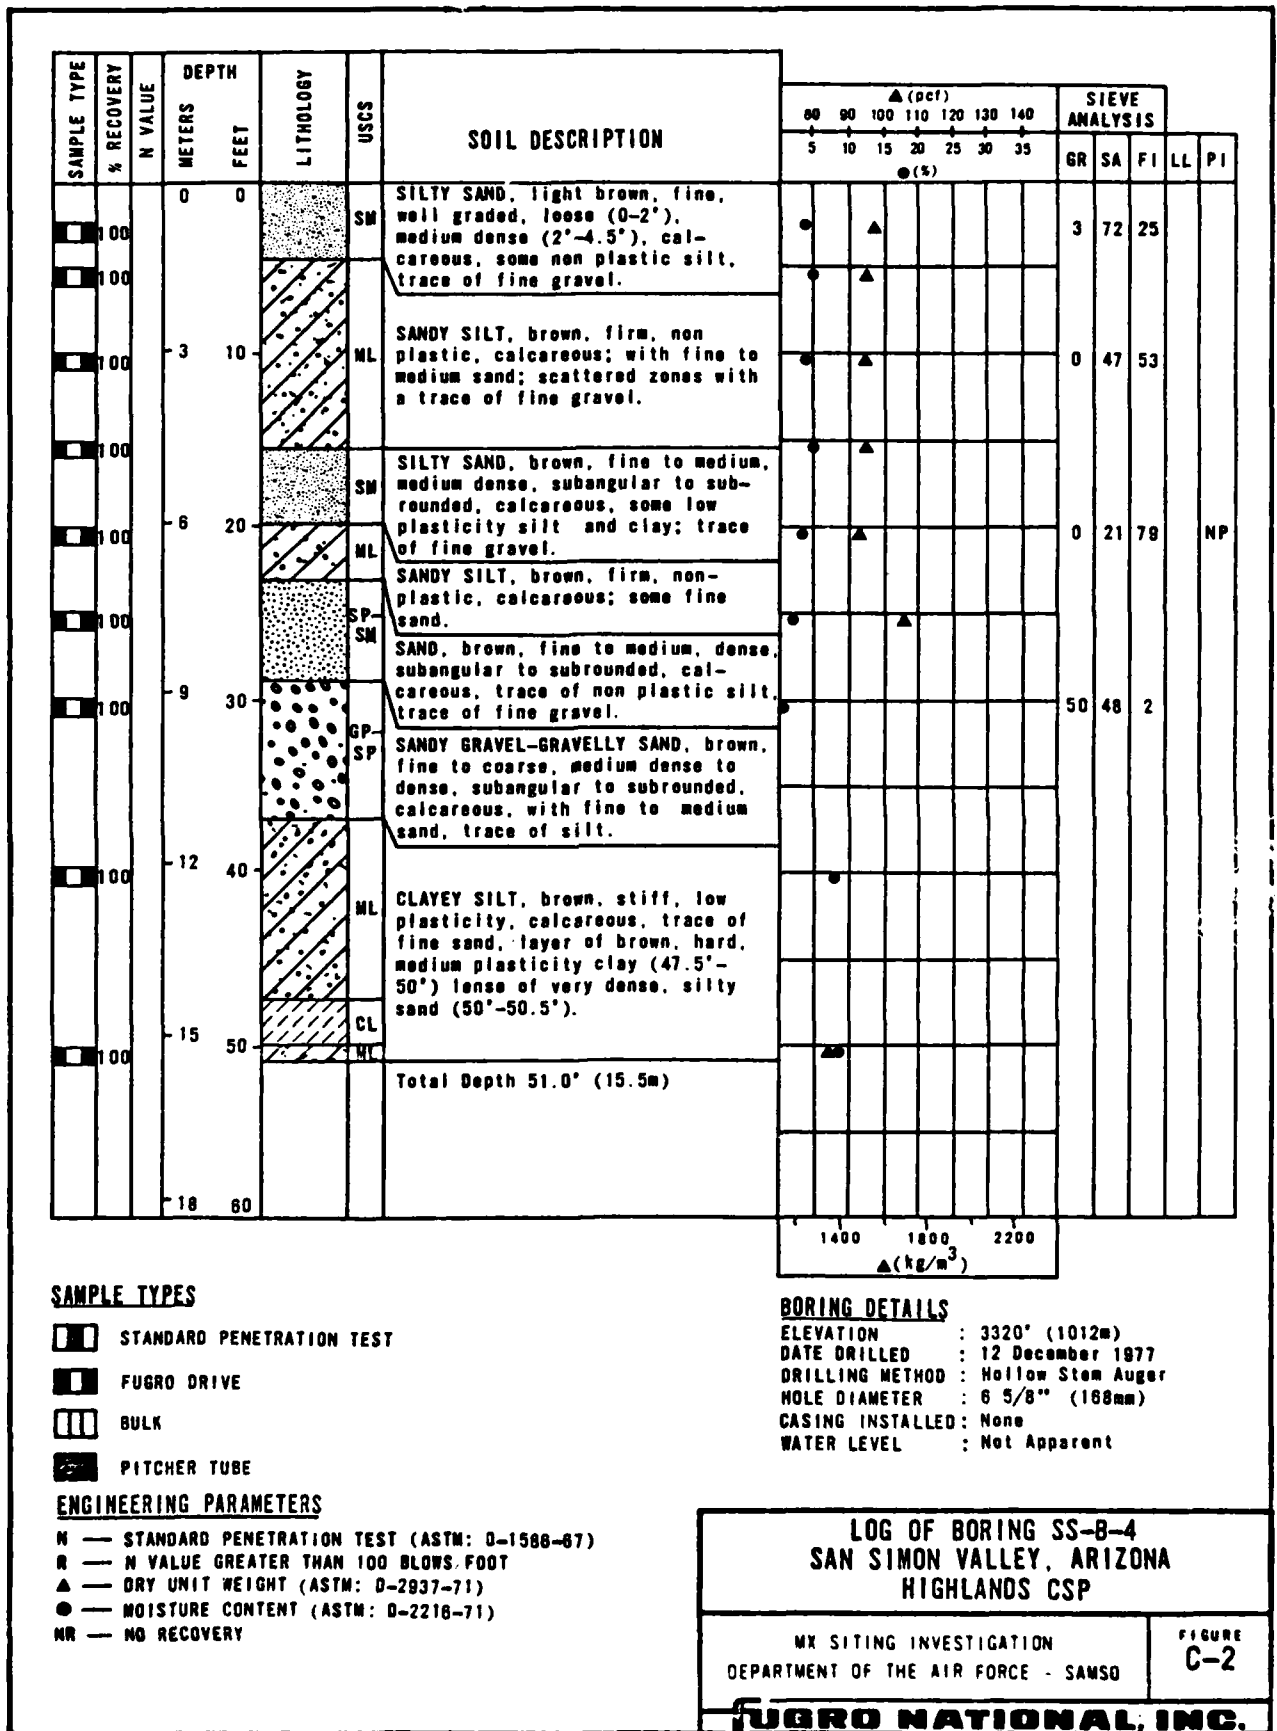 SAMPLE TYPE
% RECOVERY
N VALUE
DEPTH
METERS
FEET
LITHOLOGY
USCS
SOIL DESCRIPTION
▲(pcf)
80 90 100 110 120 130 140
5 10 15 20 25 30 35
●(%)
SIEVE
ANALYSIS
GR SA FI LL PI
0 0
SM
SILTY SAND, light brown, fine,
well graded, loose (0-2'),
medium dense (2'-4.5'), cal-
careous, some non plastic silt,
trace of fine gravel.
100
3 72 25
100
3 10
100
ML
SANDY SILT, brown, firm, non
plastic, calcareous; with fine to
medium sand; scattered zones with
a trace of fine gravel.
0 47 53
100
SM
SILTY SAND, brown, fine to medium,
medium dense, subangular to sub-
rounded, calcareous, some low
plasticity silt and clay; trace
of fine gravel.
6 20
100
ML
0 21 79 NP
SANDY SILT, brown, firm, non-
plastic, calcareous; some fine
sand.
100
SP-
SM
SAND, brown, fine to medium, dense,
subangular to subrounded, cal-
careous, trace of non plastic silt,
trace of fine gravel.
9 30
100
50 48 2
GP-
SP
SANDY GRAVEL-GRAVELLY SAND, brown,
fine to coarse, medium dense to
dense, subangular to subrounded,
calcareous, with fine to medium
sand, trace of silt.
12 40
100
ML
CLAYEY SILT, brown, stiff, low
plasticity, calcareous, trace of
fine sand, layer of brown, hard,
medium plasticity clay (47.5'-
50') lense of very dense, silty
sand (50'-50.5').
CL
15 50
ML
100
Total Depth 51.0' (15.5m)
18 60
1400 1800 2200
▲(kg/m³)
SAMPLE TYPES
STANDARD PENETRATION TEST
FUGRO DRIVE
BULK
PITCHER TUBE
ENGINEERING PARAMETERS
N — STANDARD PENETRATION TEST (ASTM: D-1586-67)
R — N VALUE GREATER THAN 100 BLOWS/FOOT
▲ — DRY UNIT WEIGHT (ASTM: D-2937-71)
● — MOISTURE CONTENT (ASTM: D-2216-71)
NR — NO RECOVERY
BORING DETAILS
ELEVATION : 3320' (1012m)
DATE DRILLED : 12 December 1977
DRILLING METHOD : Hollow Stem Auger
HOLE DIAMETER : 6 5/8" (168mm)
CASING INSTALLED: None
WATER LEVEL : Not Apparent
LOG OF BORING SS-B-4
SAN SIMON VALLEY, ARIZONA
HIGHLANDS CSP
MX SITING INVESTIGATION
DEPARTMENT OF THE AIR FORCE - SAMSO
FIGURE
C-2
FUGRO NATIONAL, INC.